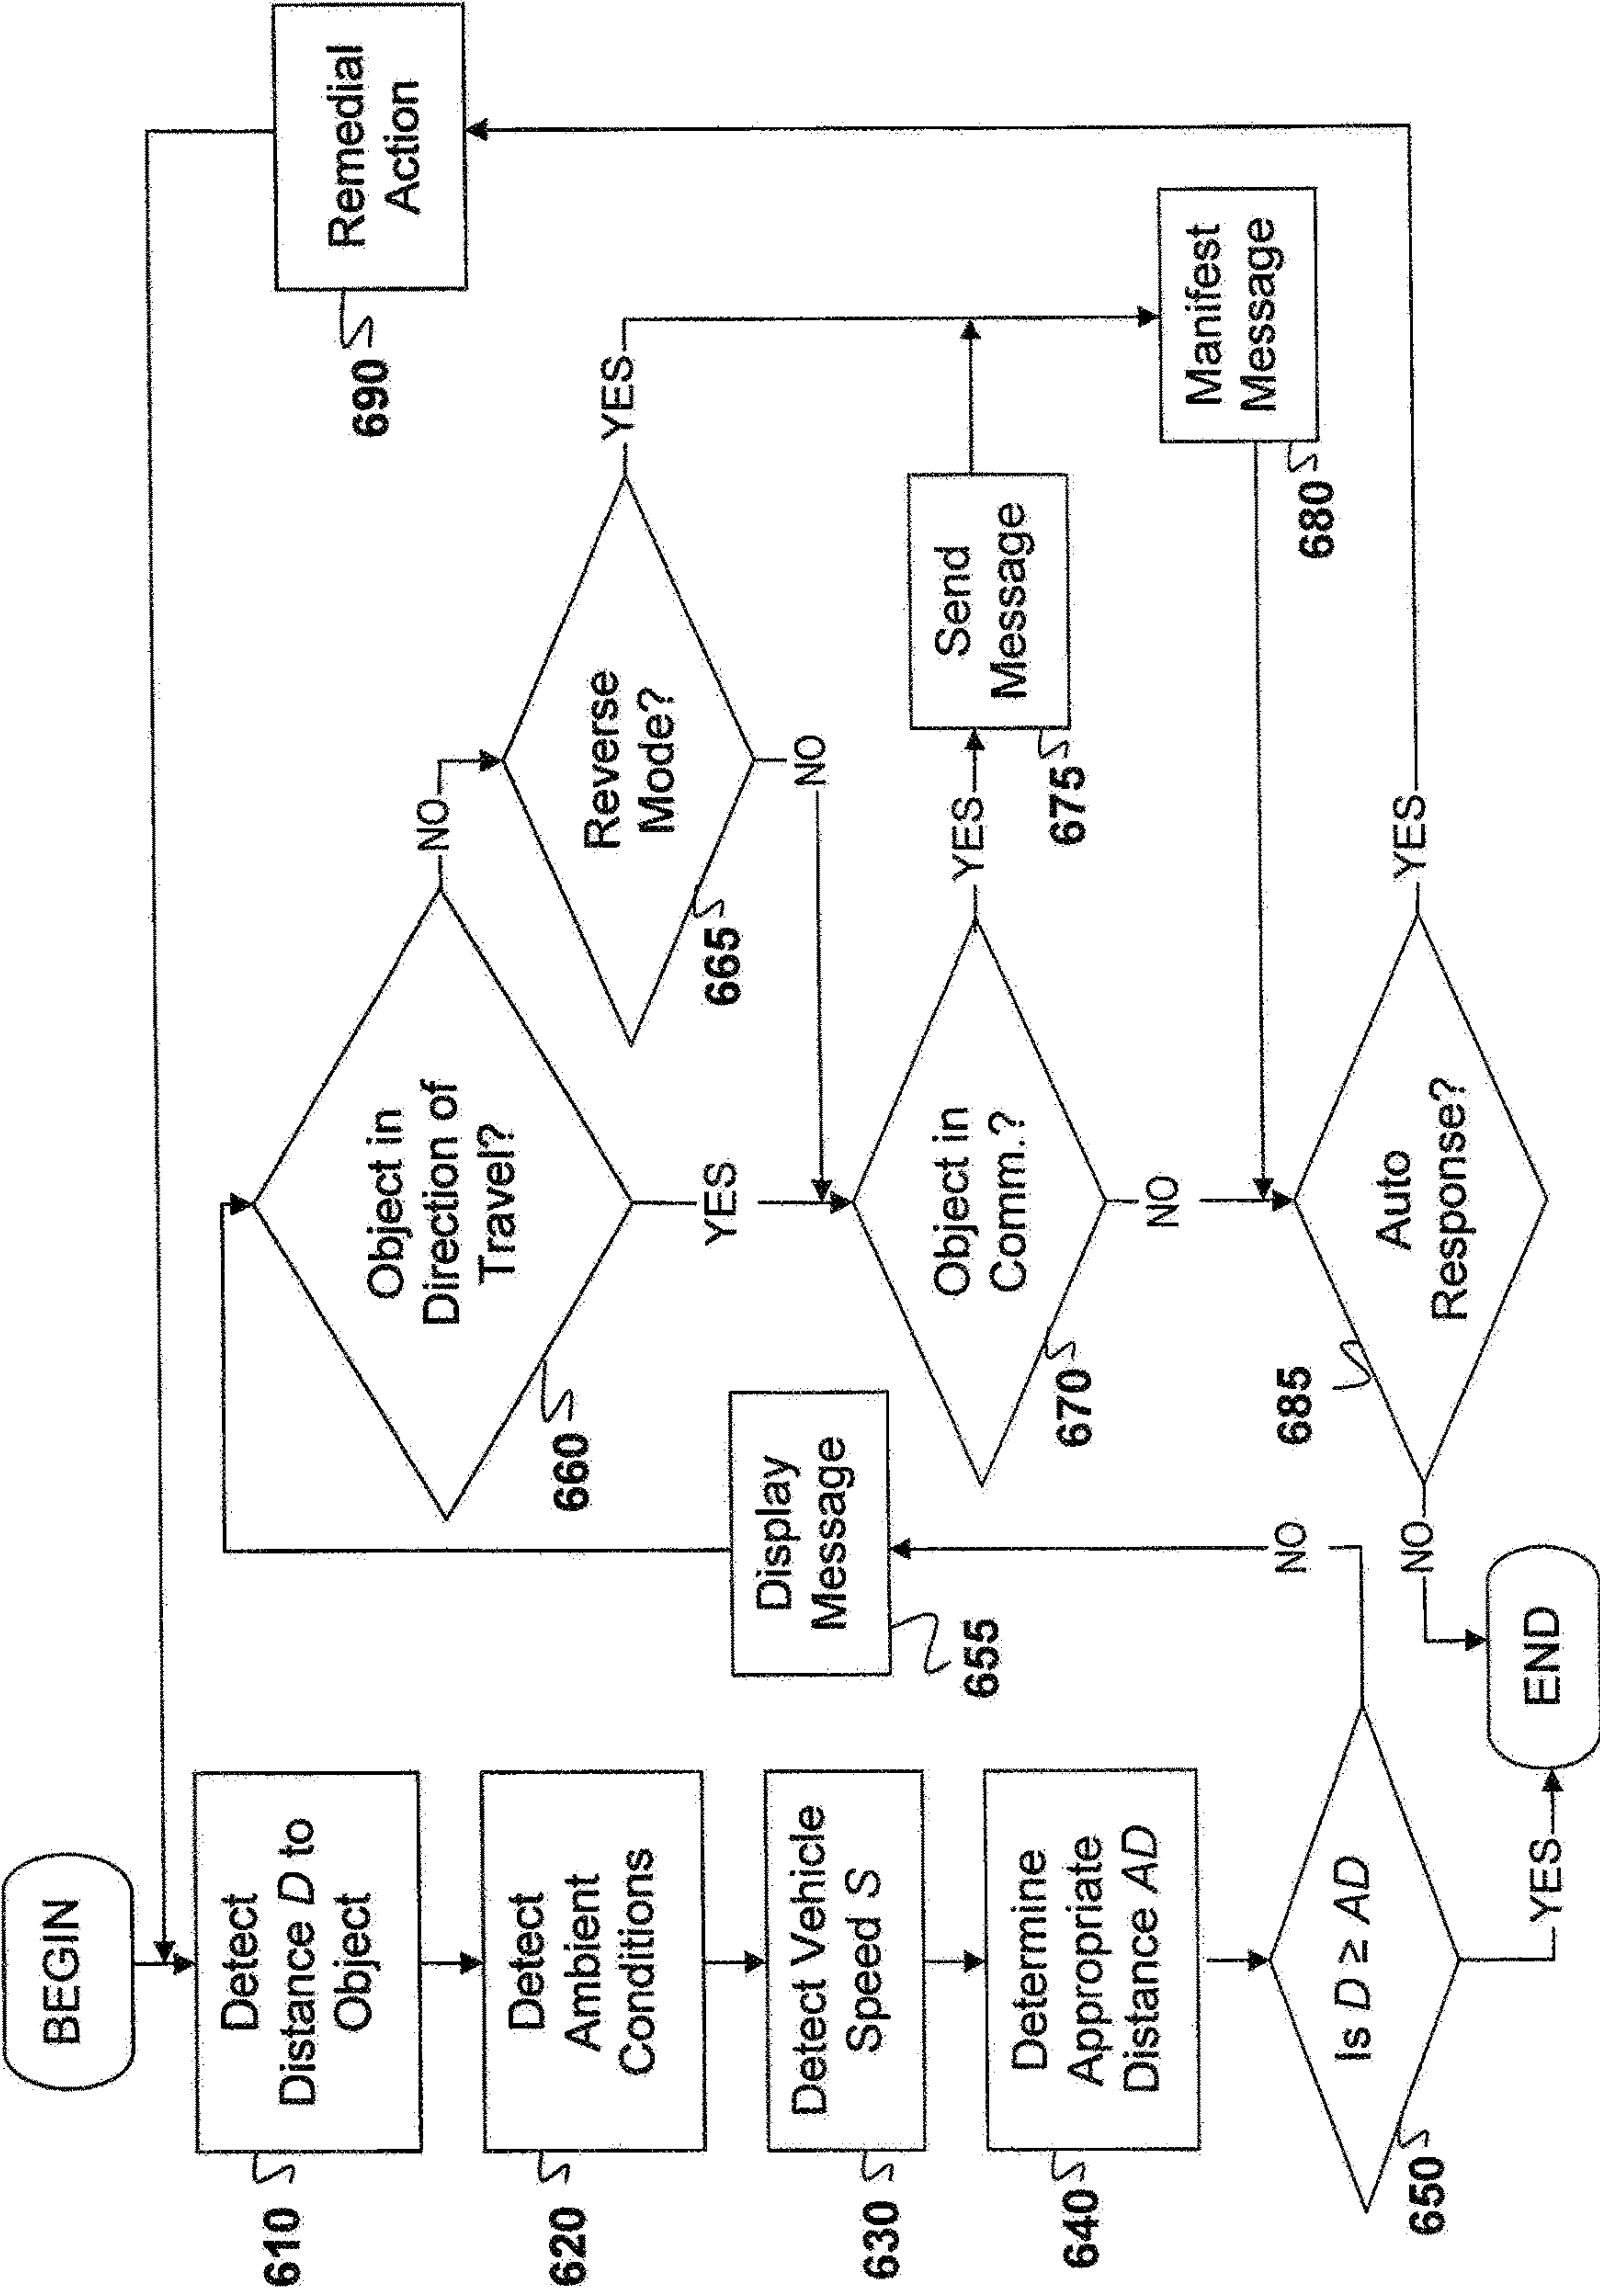 BEGIN
Detect
Distance D to
Object
610
Detect
Ambient
Conditions
620
Detect Vehicle
Speed S
630
Determine
Appropriate
Distance AD
640
Is D ≥ AD
650
YES
NO
END
Display
Message
655
Object in
Direction of
Travel?
660
NO
YES
Reverse
Mode?
665
YES
NO
Object in
Comm.?
670
YES
NO
Send
Message
675
Manifest
Message
680
Auto
Response?
685
NO
YES
Remedial
Action
690